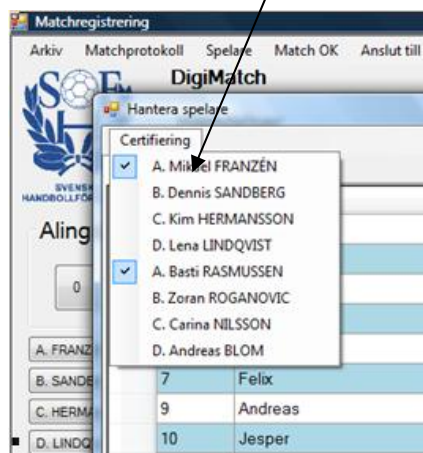 Matchregistrering
Arkiv Matchprotokoll Spelare Match OK Anslut till
DigiMatch
Hantera spelare
Certifiering
A. Mikael FRANZÉN
B. Dennis SANDBERG
C. Kim HERMANSSON
D. Lena LINDQVIST
A. Basti RASMUSSEN
B. Zoran ROGANOVIC
C. Carina NILSSON
D. Andreas BLOM
SVENSK
HANDBOLLFÖR
Aling
0
A. FRANZ
B. SANDE
C. HERMA
D. LINDQ
7 Felix
9 Andreas
10 Jesper